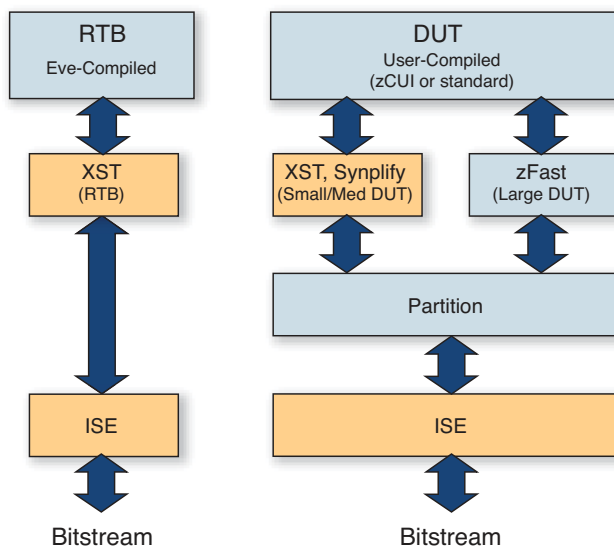 RTB
Eve-Compiled
XST
(RTB)
ISE
Bitstream
DUT
User-Compiled
(zCUI or standard)
XST, Synplify
(Small/Med DUT)
zFast
(Large DUT)
Partition
ISE
Bitstream